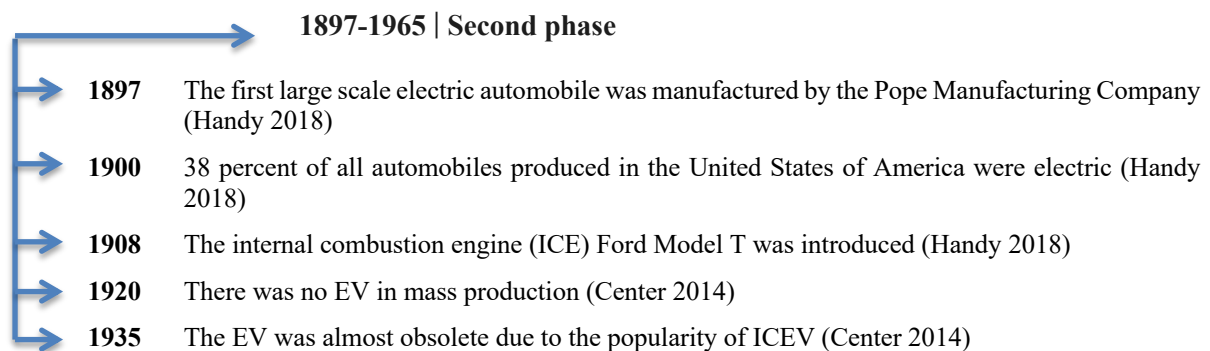 1897-1965 | Second phase
1897 The first large scale electric automobile was manufactured by the Pope Manufacturing Company
(Handy 2018)
1900 38 percent of all automobiles produced in the United States of America were electric (Handy
2018)
1908 The internal combustion engine (ICE) Ford Model T was introduced (Handy 2018)
1920 There was no EV in mass production (Center 2014)
1935 The EV was almost obsolete due to the popularity of ICEV (Center 2014)